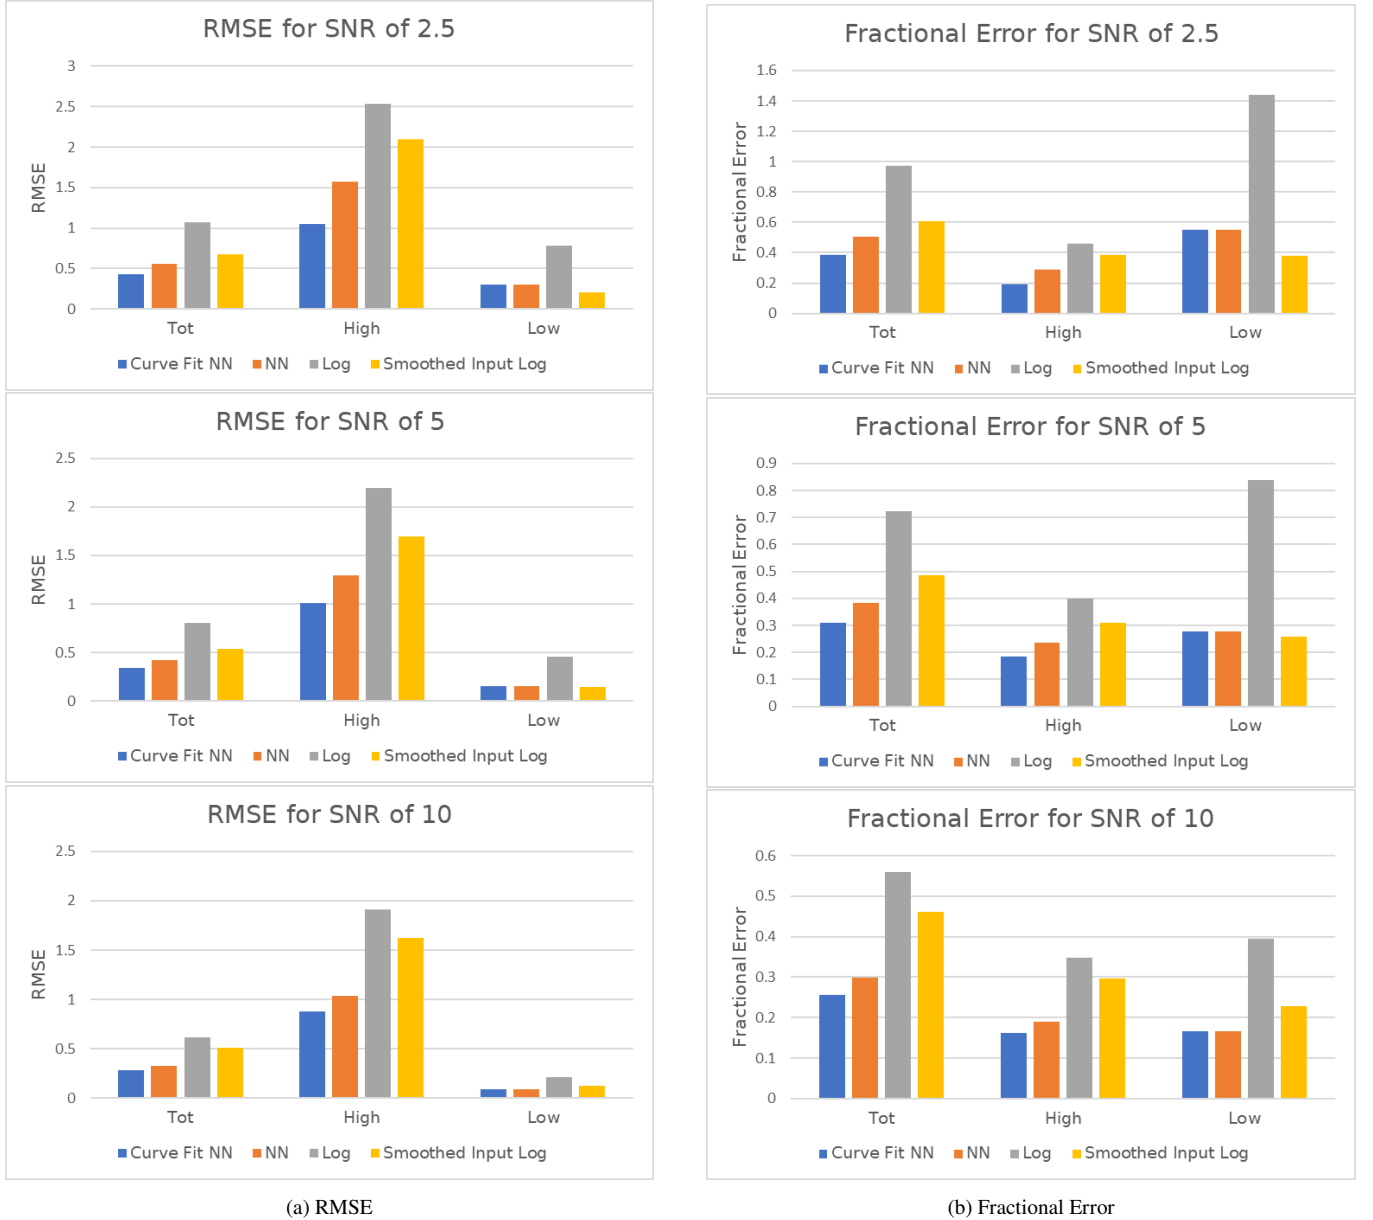 RMSE for SNR of 2.5
RMSE
3
2.5
2
1.5
1
0.5
0
Tot High Low
Curve Fit NN NN Log Smoothed Input Log
RMSE for SNR of 5
RMSE
2.5
2
1.5
1
0.5
0
Tot High Low
Curve Fit NN NN Log Smoothed Input Log
RMSE for SNR of 10
RMSE
2.5
2
1.5
1
0.5
0
Tot High Low
Curve Fit NN NN Log Smoothed Input Log
(a) RMSE
Fractional Error for SNR of 2.5
Fractional Error
1.6
1.4
1.2
1
0.8
0.6
0.4
0.2
0
Tot High Low
Curve Fit NN NN Log Smoothed Input Log
Fractional Error for SNR of 5
Fractional Error
0.9
0.8
0.7
0.6
0.5
0.4
0.3
0.2
0.1
0
Tot High Low
Curve Fit NN NN Log Smoothed Input Log
Fractional Error for SNR of 10
Fractional Error
0.6
0.5
0.4
0.3
0.2
0.1
0
Tot High Low
Curve Fit NN NN Log Smoothed Input Log
(b) Fractional Error